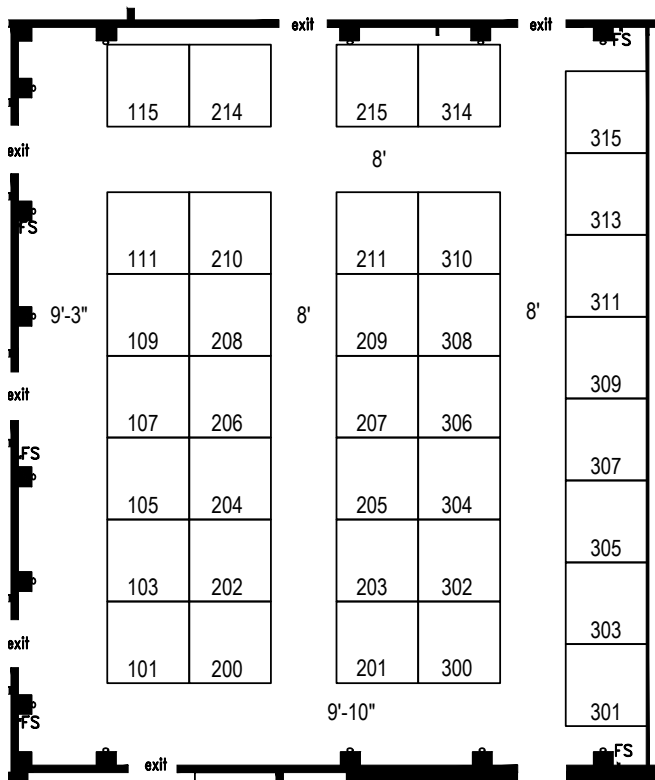 exit exit
FS
115 214 215 314
315
exit
8'
313
FS
111 210 211 310
9'-3" 8' 8' 311
109 208 209 308
exit
309
107 206 207 306
FS
307
105 204 205 304
305
103 202 203 302
303
exit
101 200 201 300
9'-10" 301
FS
FS
exit